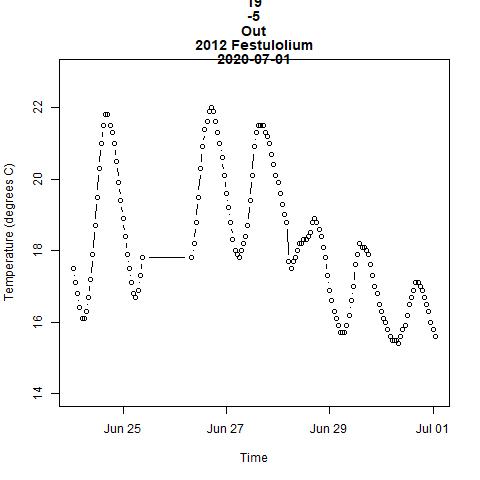 19
-5
Out
2012 Festulolium
2020-07-01
Temperature (degrees C)
22
20
18
16
14
Jun 25
Jun 27
Jun 29
Jul 01
Time